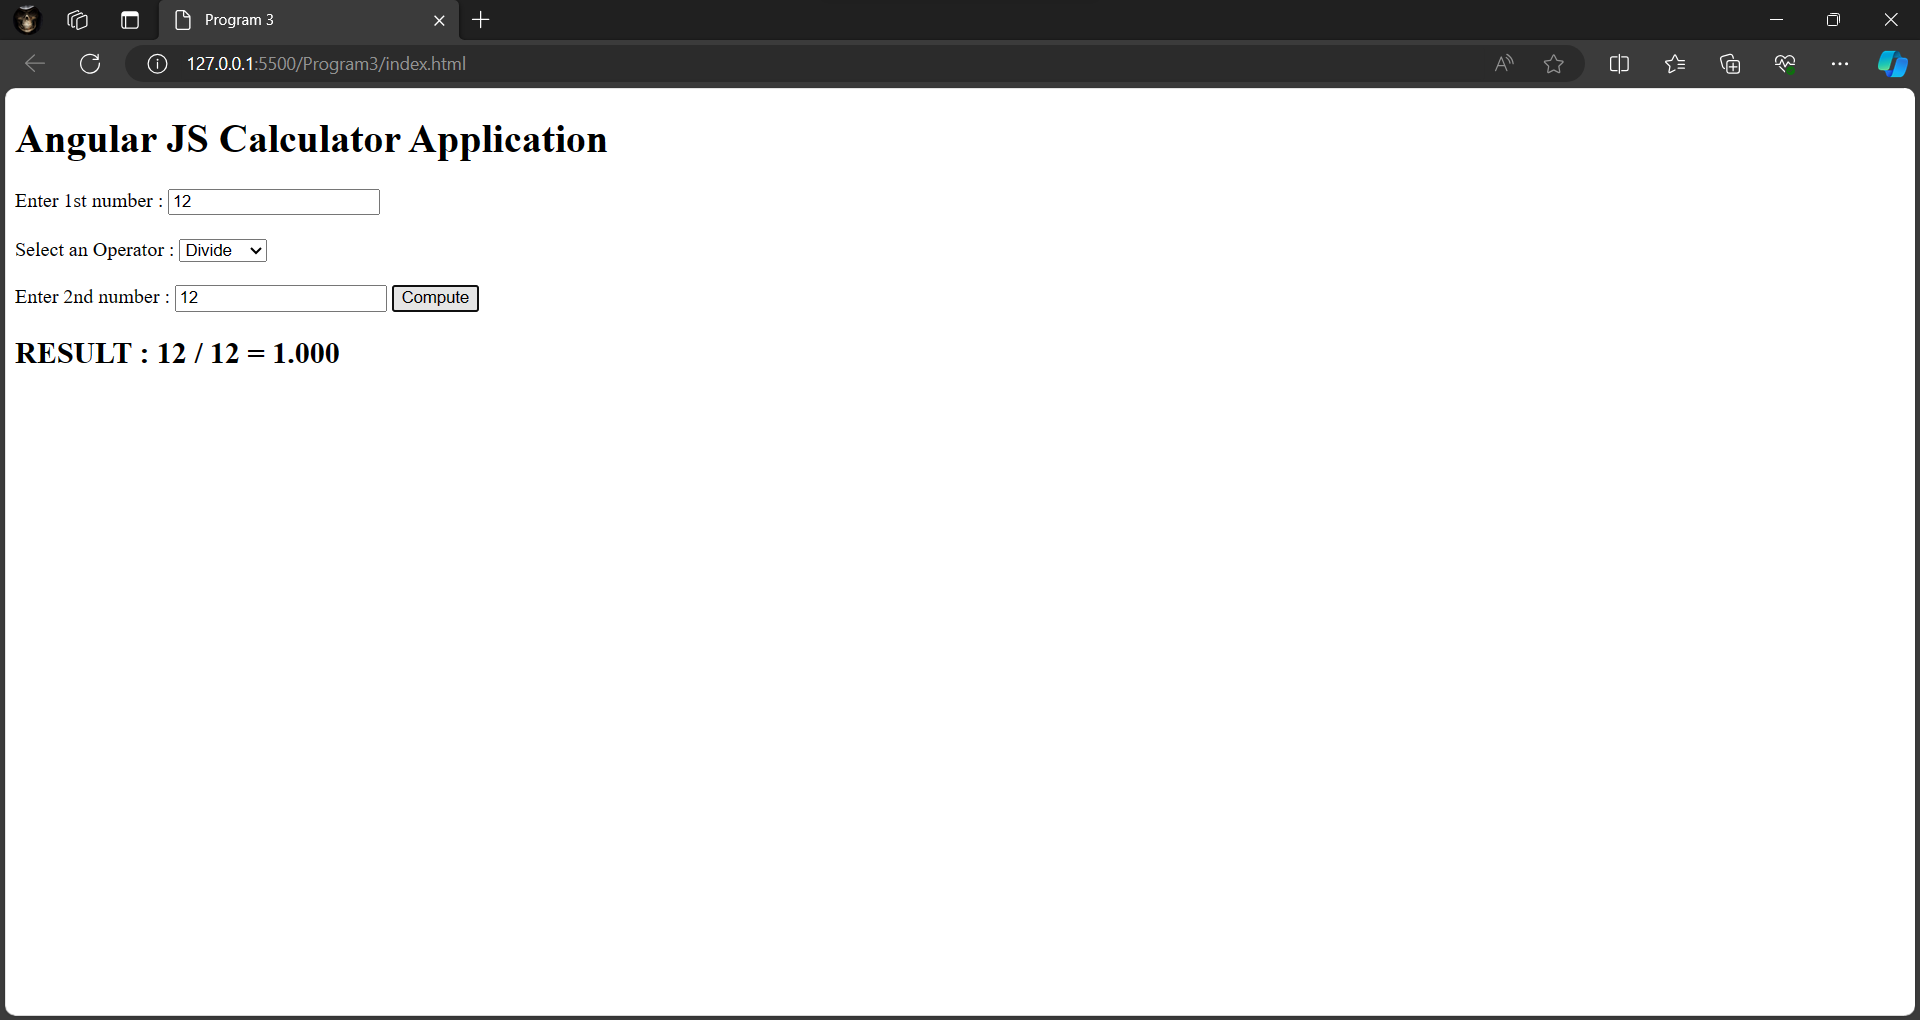 Program 3
127.0.0.1:5500/Program3/index.html
Angular JS Calculator Application
Enter 1st number : 12
Select an Operator : Divide
Enter 2nd number : 12 Compute
RESULT : 12 / 12 = 1.000